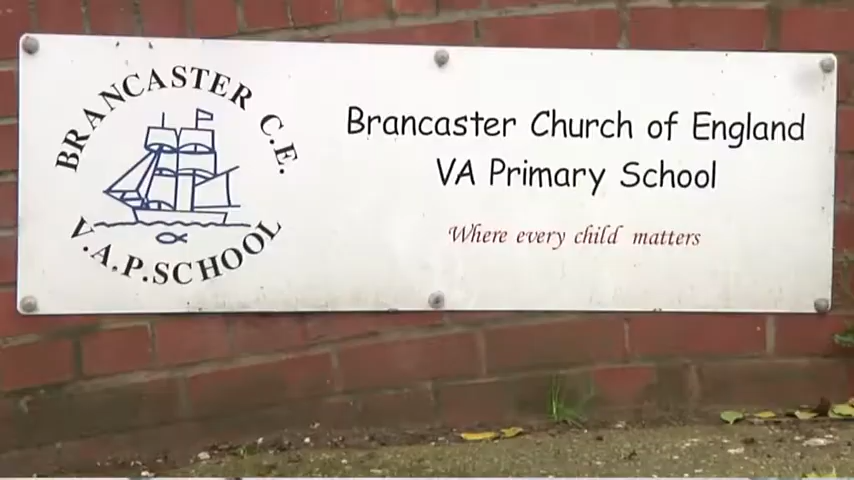 BRANCASTER C.E.
V.A.P.SCHOOL
Brancaster Church of England
VA Primary School
Where every child matters